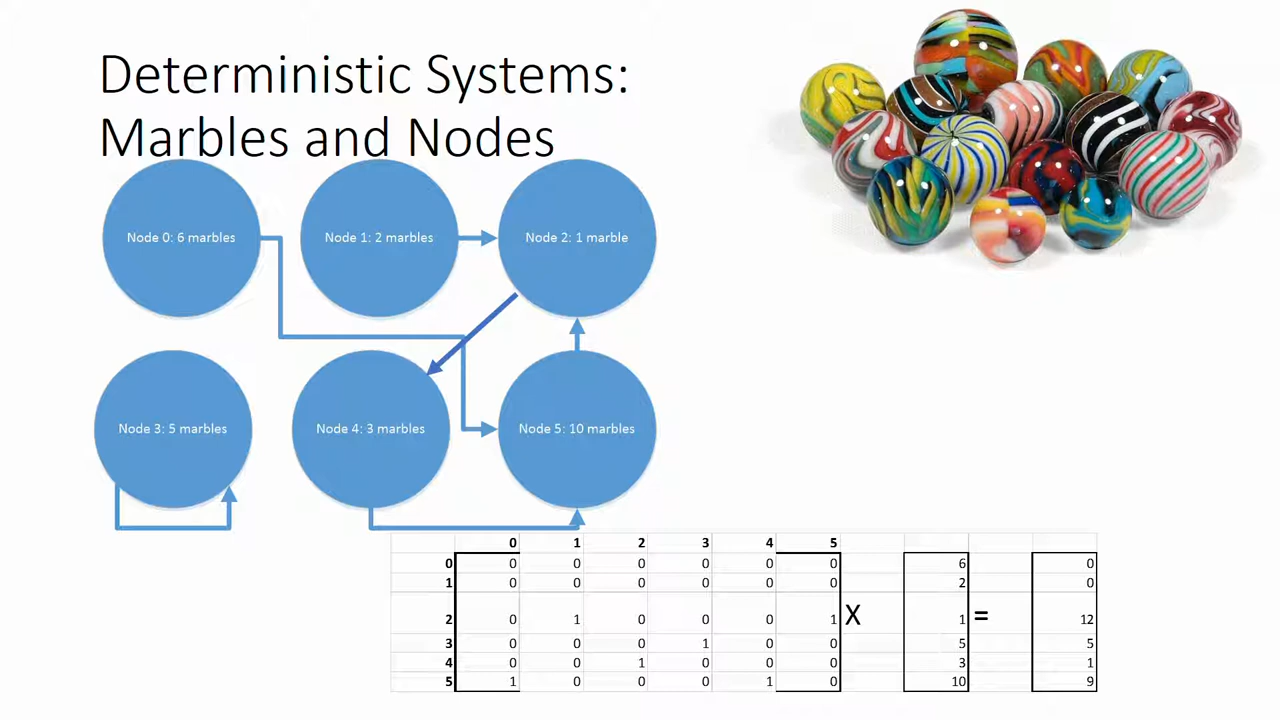 Deterministic Systems:
Marbles and Nodes
Node 0: 6 marbles
Node 1: 2 marbles
Node 2: 1 marble
Node 3: 5 marbles
Node 4: 3 marbles
Node 5: 10 marbles
0 1 2 3 4 5
0 0 0 0 0 0 0 6 0
1 0 0 0 0 0 0 2 0
2 0 1 0 0 0 1 X 1 = 12
3 0 0 0 1 0 0 5 5
4 0 0 1 0 0 0 3 1
5 1 0 0 0 1 0 10 9